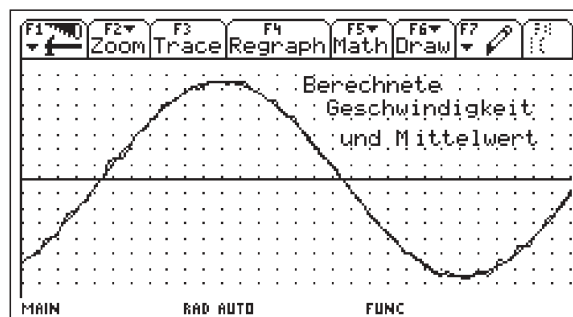 F1 F2 F3 F4 F5 F6 F7
Zoom Trace Regraph Math Draw
Berechnete
Geschwindigkeit
und Mittelwert
MAIN RAD AUTO FUNC